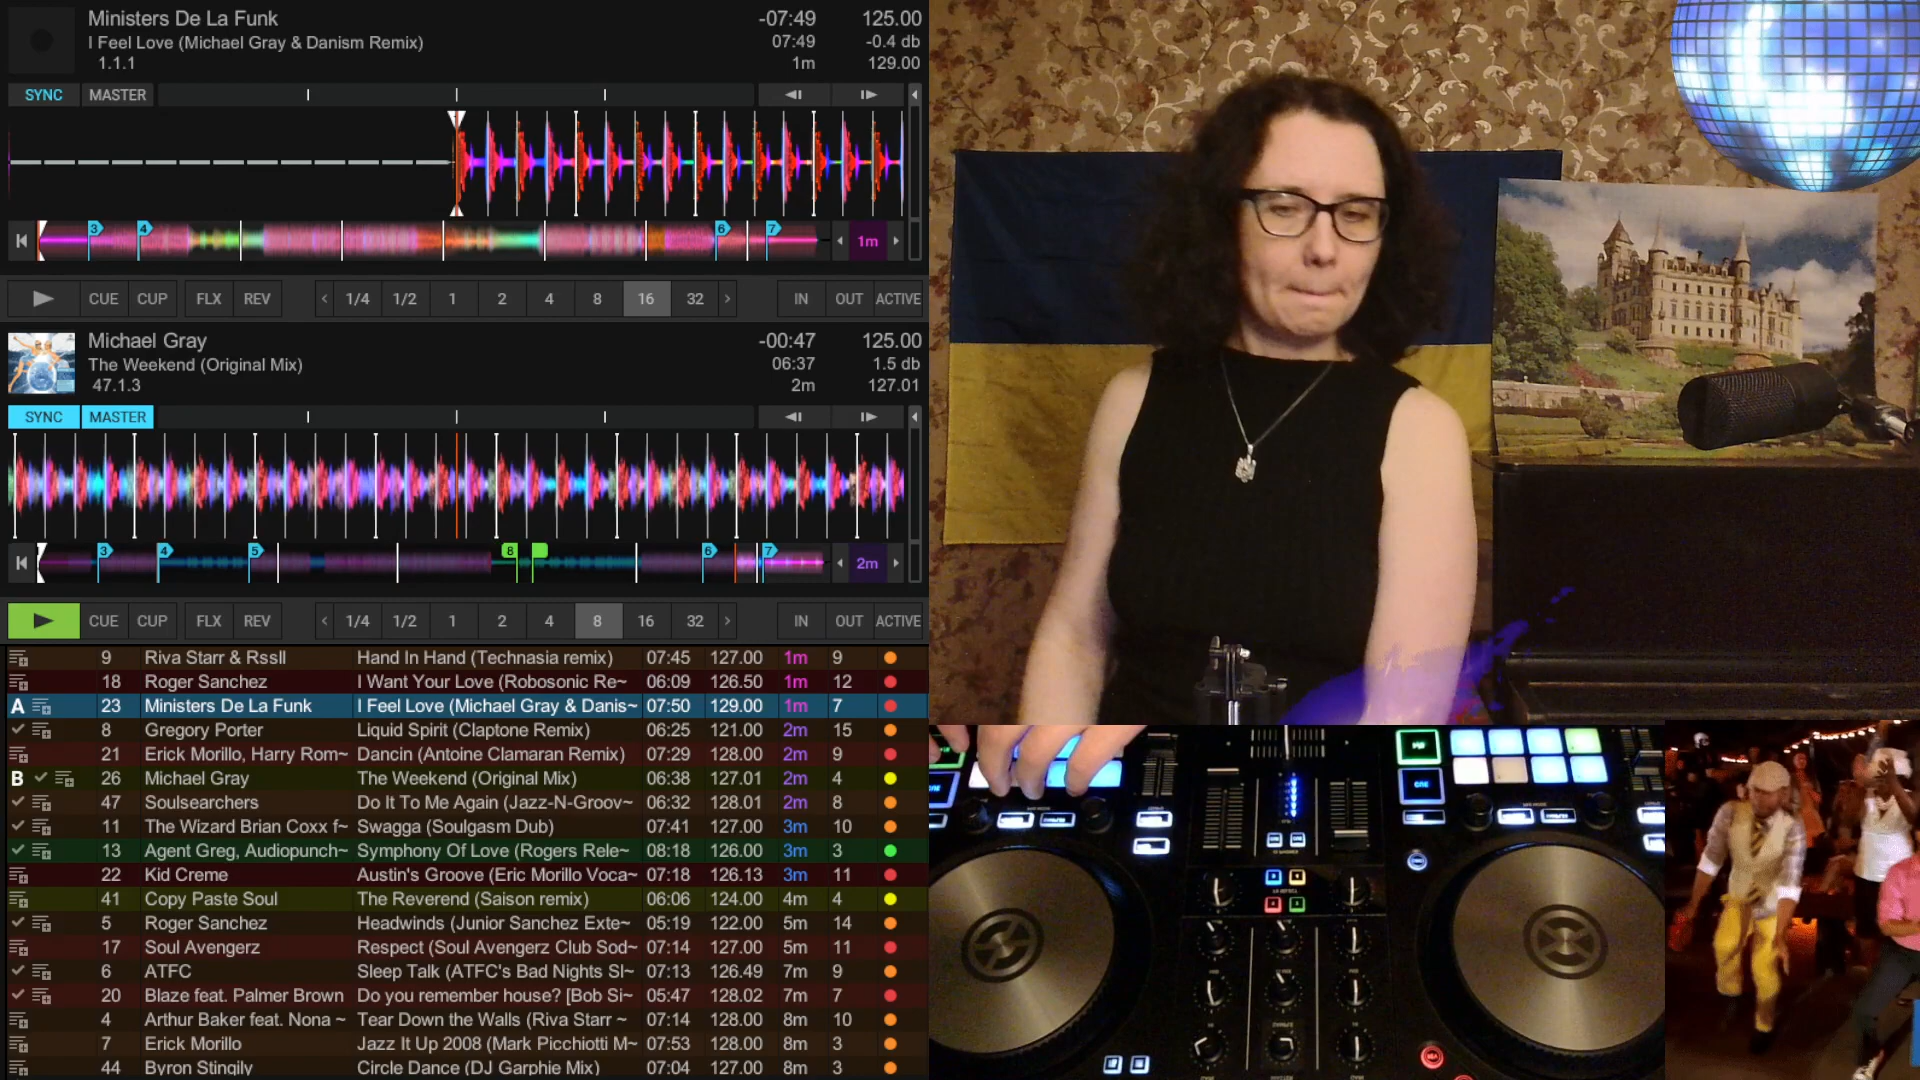 Ministers De La Funk -07:49 125.00
I Feel Love (Michael Gray & Danism Remix) 07:49 -0.4 db
1.1.1 1m 129.00
SYNC MASTER
3 4 6 7 1m
CUE CUP FLX REV 1/4 1/2 1 2 4 8 16 32 IN OUT ACTIVE
Michael Gray -00:47 125.00
The Weekend (Original Mix) 06:37 1.5 db
47.1.3 2m 127.01
SYNC MASTER
3 4 5 8 6 7 2m
CUE CUP FLX REV 1/4 1/2 1 2 4 8 16 32 IN OUT ACTIVE
9 Riva Starr & Rssll Hand In Hand (Technasia remix) 07:45 127.00 1m 9
18 Roger Sanchez I Want Your Love (Robosonic Re~ 06:09 126.50 1m 12
A 23 Ministers De La Funk I Feel Love (Michael Gray & Danis~ 07:50 129.00 1m 7
8 Gregory Porter Liquid Spirit (Claptone Remix) 06:25 121.00 2m 15
21 Erick Morillo, Harry Rom~ Dancin (Antoine Clamaran Remix) 07:29 128.00 2m 9
B 26 Michael Gray The Weekend (Original Mix) 06:38 127.01 2m 4
47 Soulsearchers Do It To Me Again (Jazz-N-Groov~ 06:32 128.01 2m 8
11 The Wizard Brian Coxx f~ Swagga (Soulgasm Dub) 07:41 127.00 3m 10
13 Agent Greg, Audiopunch~ Symphony Of Love (Rogers Rele~ 08:18 126.00 3m 3
22 Kid Creme Austin's Groove (Eric Morillo Voca~ 07:18 126.13 3m 11
41 Copy Paste Soul The Reverend (Saison remix) 06:06 124.00 4m 4
5 Roger Sanchez Headwinds (Junior Sanchez Exte~ 05:19 122.00 5m 14
17 Soul Avengerz Respect (Soul Avengerz Club Sod~ 07:14 127.00 5m 11
6 ATFC Sleep Talk (ATFC's Bad Nights Sl~ 07:13 126.49 7m 9
20 Blaze feat. Palmer Brown Do you remember house? [Bob Si~ 05:47 128.02 7m 7
4 Arthur Baker feat. Nona ~ Tear Down the Walls (Riva Starr ~ 07:14 128.00 8m 10
7 Erick Morillo Jazz It Up 2008 (Mark Picchiotti M~ 07:53 128.00 8m 3
44 Byron Stingily Circle Dance (DJ Garphie Mix) 07:04 127.00 8m 3